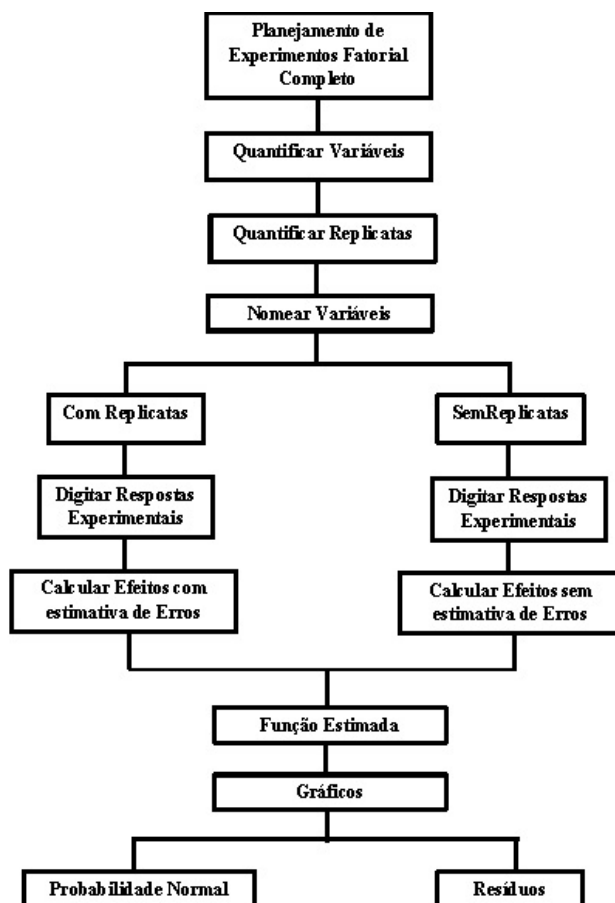 Planejamento de
Experimentos Fatorial
Completo
Quantificar Variáveis
Quantificar Replicatas
Nomear Variáveis
Com Replicatas
SemReplicatas
Digitar Respostas
Experimentais
Digitar Respostas
Experimentais
Calcular Efeitos com
estimativa de Erros
Calcular Efeitos sem
estimativa de Erros
Função Estimada
Gráficos
Probabilidade Normal
Resíduos